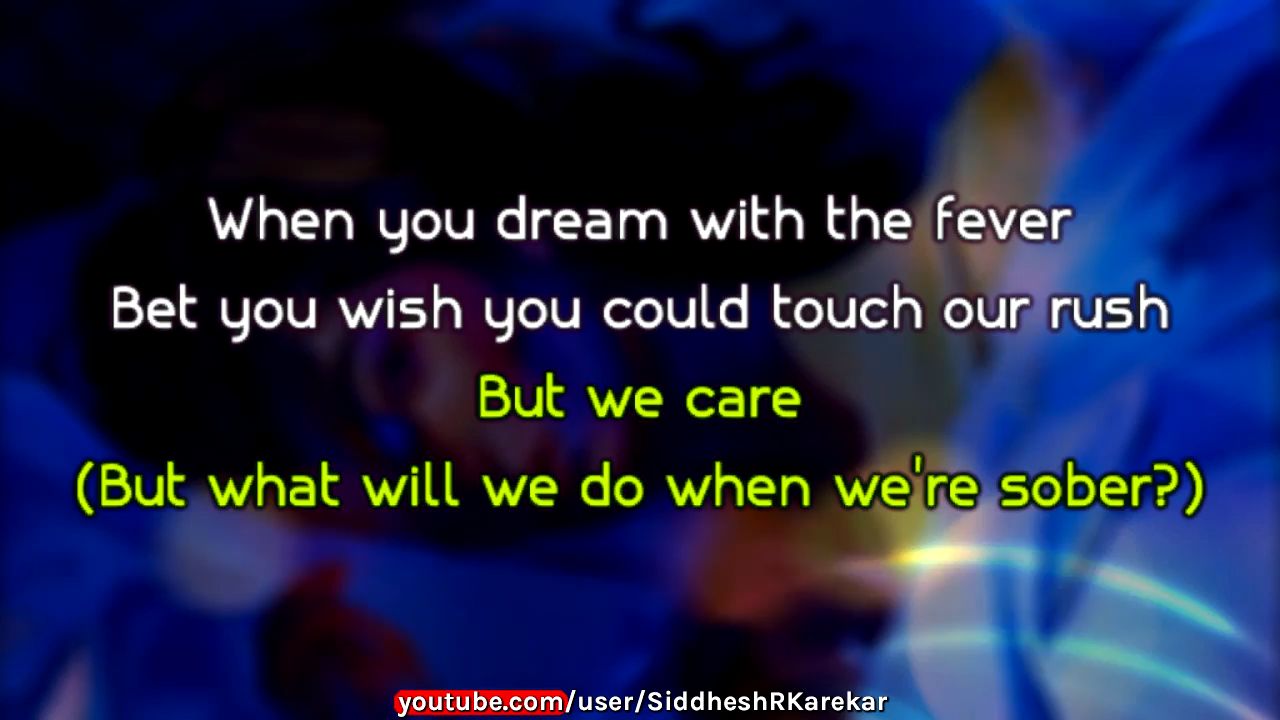 When you dream with the fever
Bet you wish you could touch our rush
But we care
(But what will we do when we're sober?)
youtube.com/user/SiddheshRKarekar